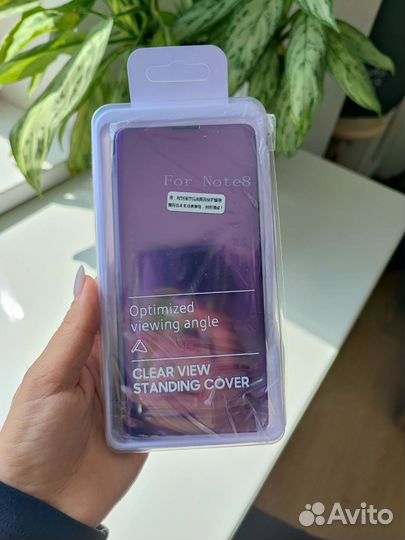 For Note8
Optimized
viewing angle
CLEAR VIEW
STANDING COVER
Avito